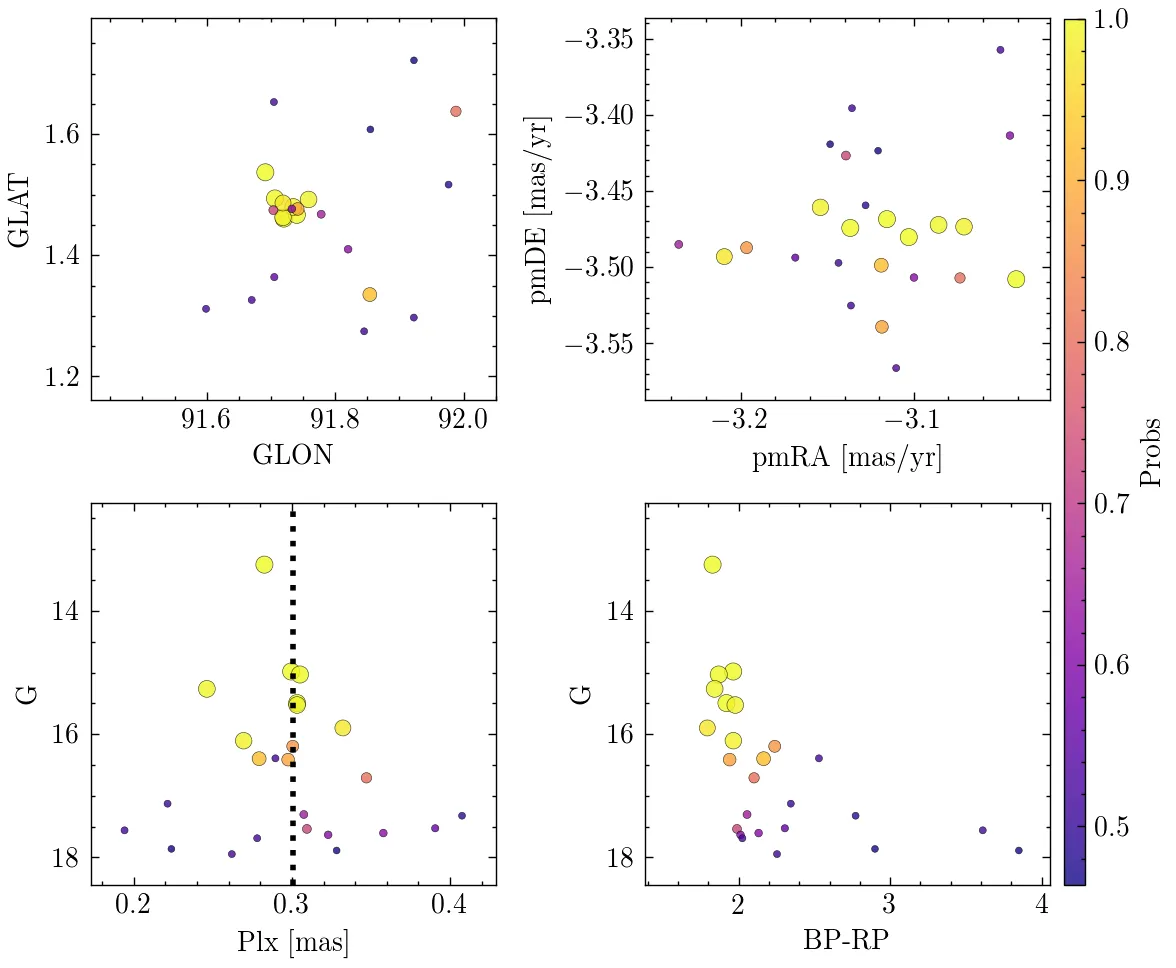 GLAT
1.6
1.4
1.2
91.6 91.8 92.0
GLON
pmDE [mas/yr]
−3.35
−3.40
−3.45
−3.50
−3.55
−3.2 −3.1
pmRA [mas/yr]
1.0
0.9
0.8
0.7
0.6
0.5
Probs
G
14
16
18
0.2 0.3 0.4
Plx [mas]
G
14
16
18
2 3 4
BP-RP